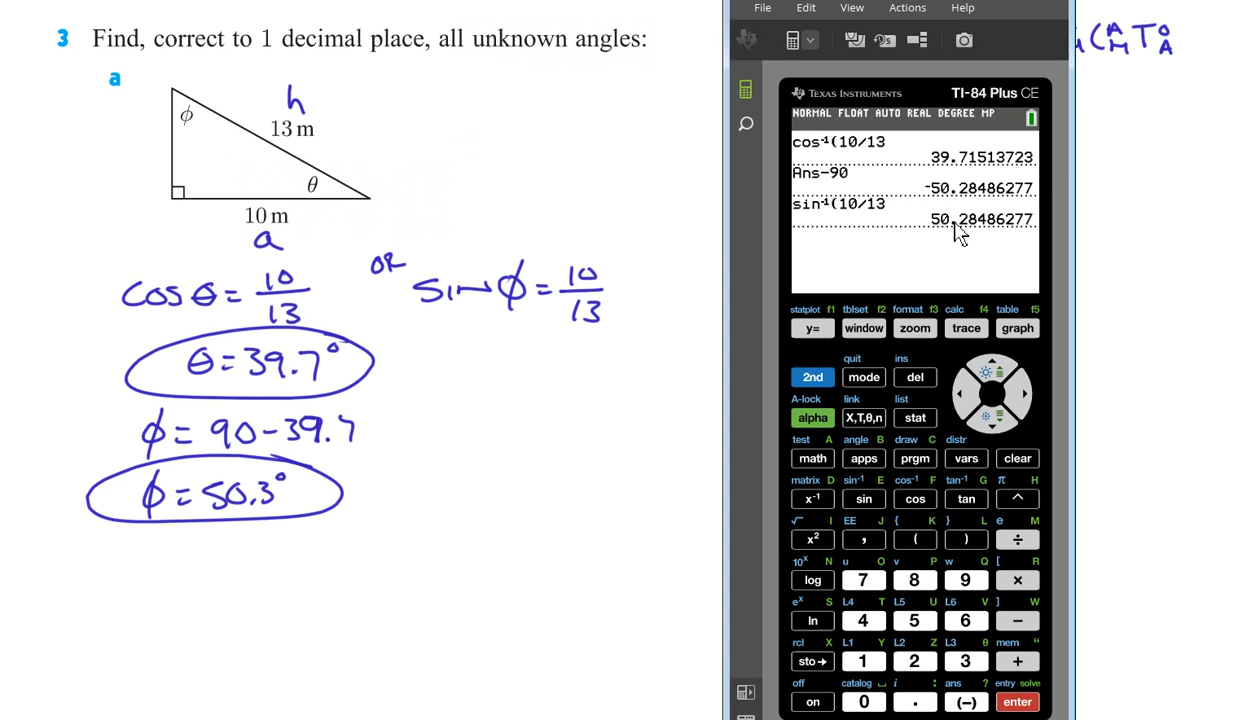 3 Find, correct to 1 decimal place, all unknown angles:
a
ϕ
h
13 m
θ
10 m
a
cos θ = 10/13
θ = 39.7°
ϕ = 90 - 39.7
ϕ = 50.3°
OR
sin ϕ = 10/13
File Edit View Actions Help
TEXAS INSTRUMENTS TI-84 Plus CE
NORMAL FLOAT AUTO REAL DEGREE MP
cos⁻¹(10/13
39.71513723
Ans-90
-50.28486277
sin⁻¹(10/13
50.28486277
statplot f1 tblset f2 format f3 calc f4 table f5
y= window zoom trace graph
quit ins
2nd mode del
A-lock link list
alpha X,T,θ,n stat
test A angle B draw C distr
math apps prgm vars clear
matrix D sin⁻¹ E cos⁻¹ F tan⁻¹ G π H
x⁻¹ sin cos tan ^
√ I EE J { K } L e M
x² , ( ) ÷
10ˣ N u O v P w Q [ R
log 7 8 9 ×
eˣ S L4 T L5 U L6 V ] W
ln 4 5 6 −
rcl X L1 Y L2 Z L3 θ mem "
sto→ 1 2 3 +
off catalog ␣ i : ans ? entry solve
on 0 . (−) enter
C A/H T O/A